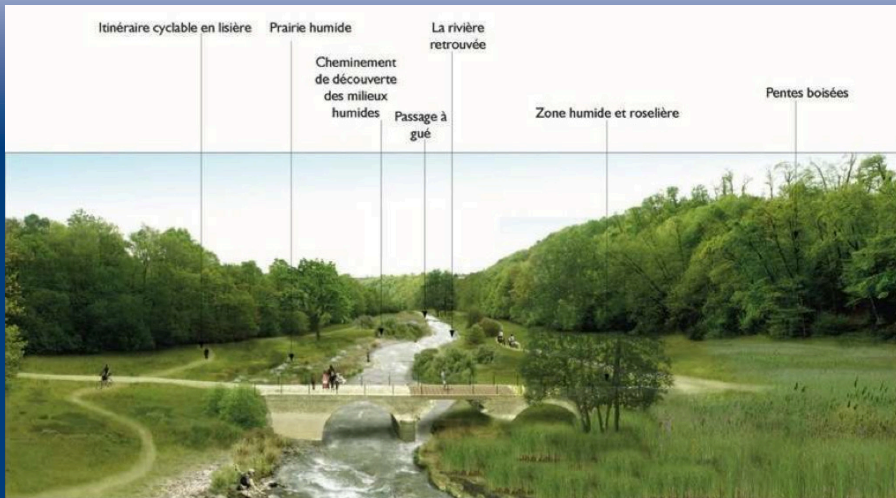 Itinéraire cyclable en lisière
Prairie humide
Cheminement
de découverte
des milieux
humides
Passage à
gué
La rivière
retrouvée
Zone humide et roselière
Pentes boisées